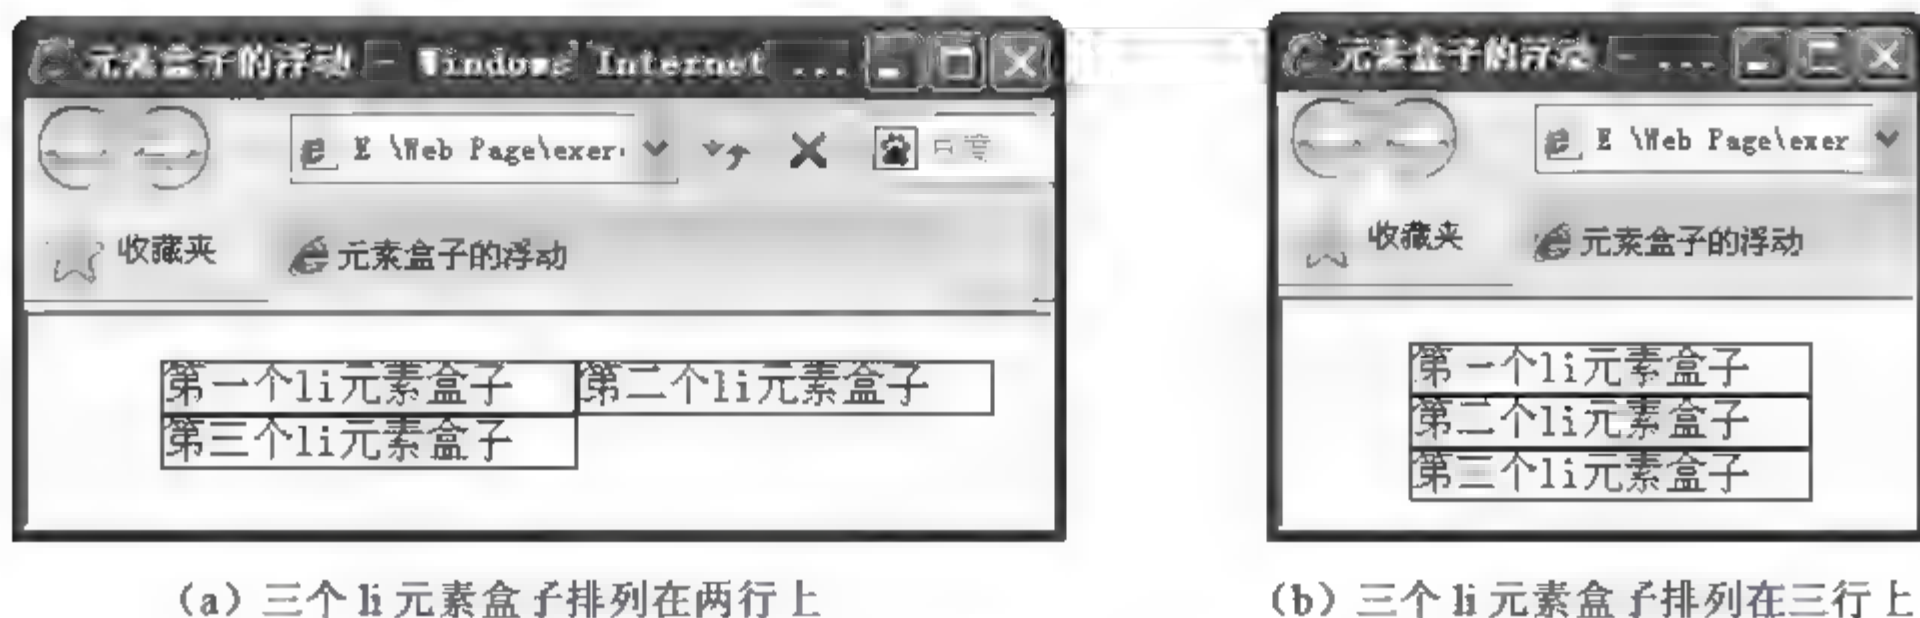 元素盒子的浮动 - Windows Internet ...
E \Web Page\exer
百度
收藏夹
元素盒子的浮动
第一个li元素盒子
第二个li元素盒子
第三个li元素盒子
(a) 三个 li 元素盒子排列在两行上
元素盒子的浮动 - ...
E \Web Page\exer
收藏夹
元素盒子的浮动
第一个li元素盒子
第二个li元素盒子
第三个li元素盒子
(b) 三个 li 元素盒子排列在三行上